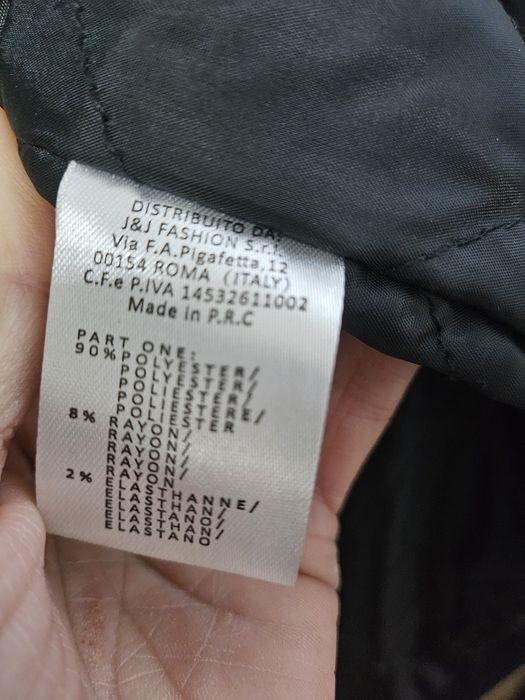 DISTRIBUITO DA:
J&J FASHION S.r.l.
Via F.A.Pigafetta,12
00154 ROMA (ITALY)
C.F.e P.IVA 14532611002
Made in P.R.C
PART ONE:
90%POLYESTER/
POLYESTER/
POLIESTER/
POLIESTERE/
POLIESTER
8% RAYON/
RAYON/
RAYON/
RAYON/
RAYON
2% ELASTHANNE/
ELASTHAN/
ELASTANO/
ELASTHANO/
ELASTANO